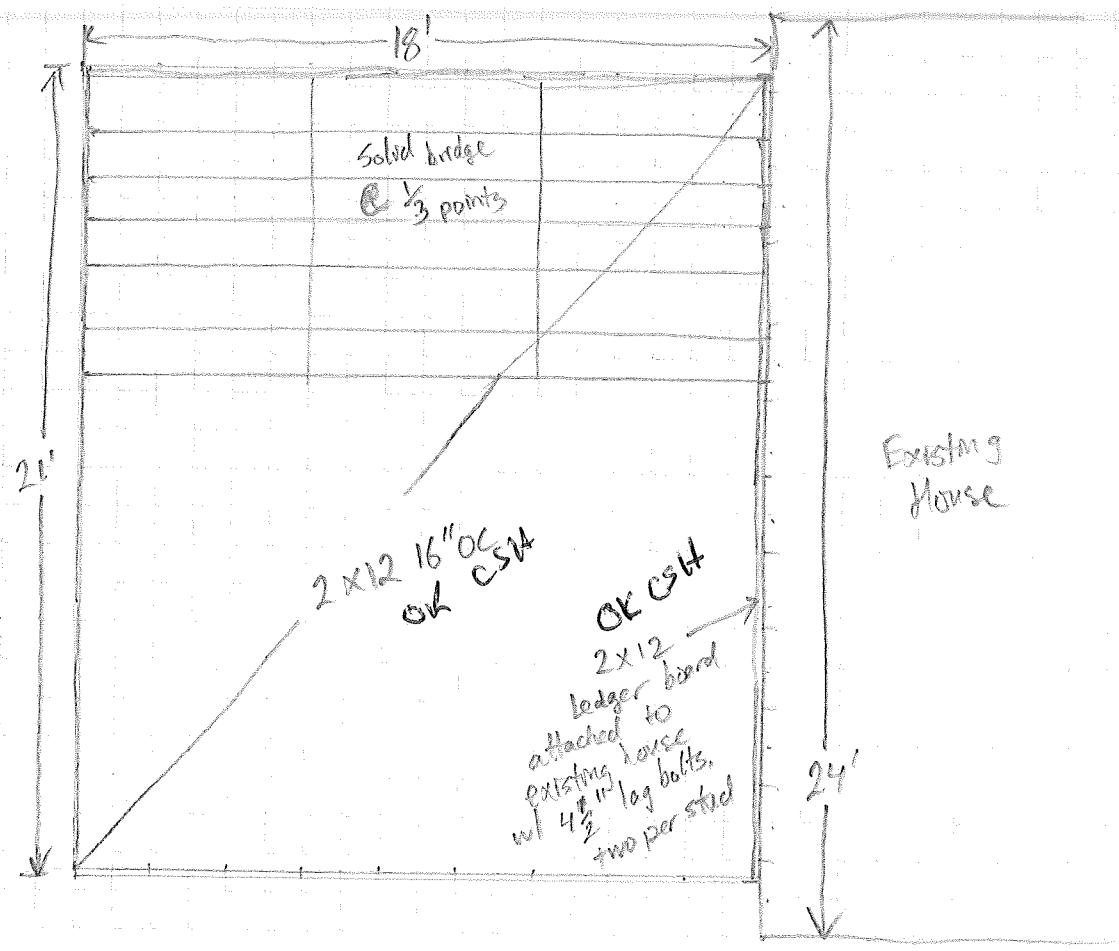 18'
Solid bridge
@ 1/3 points
21'
Existing
House
2x12 16" OC
OK CSH
OK CSH
2x12
Ledger board
attached to
existing house
w/ 4 1/2" lag bolts,
two per stud
24'